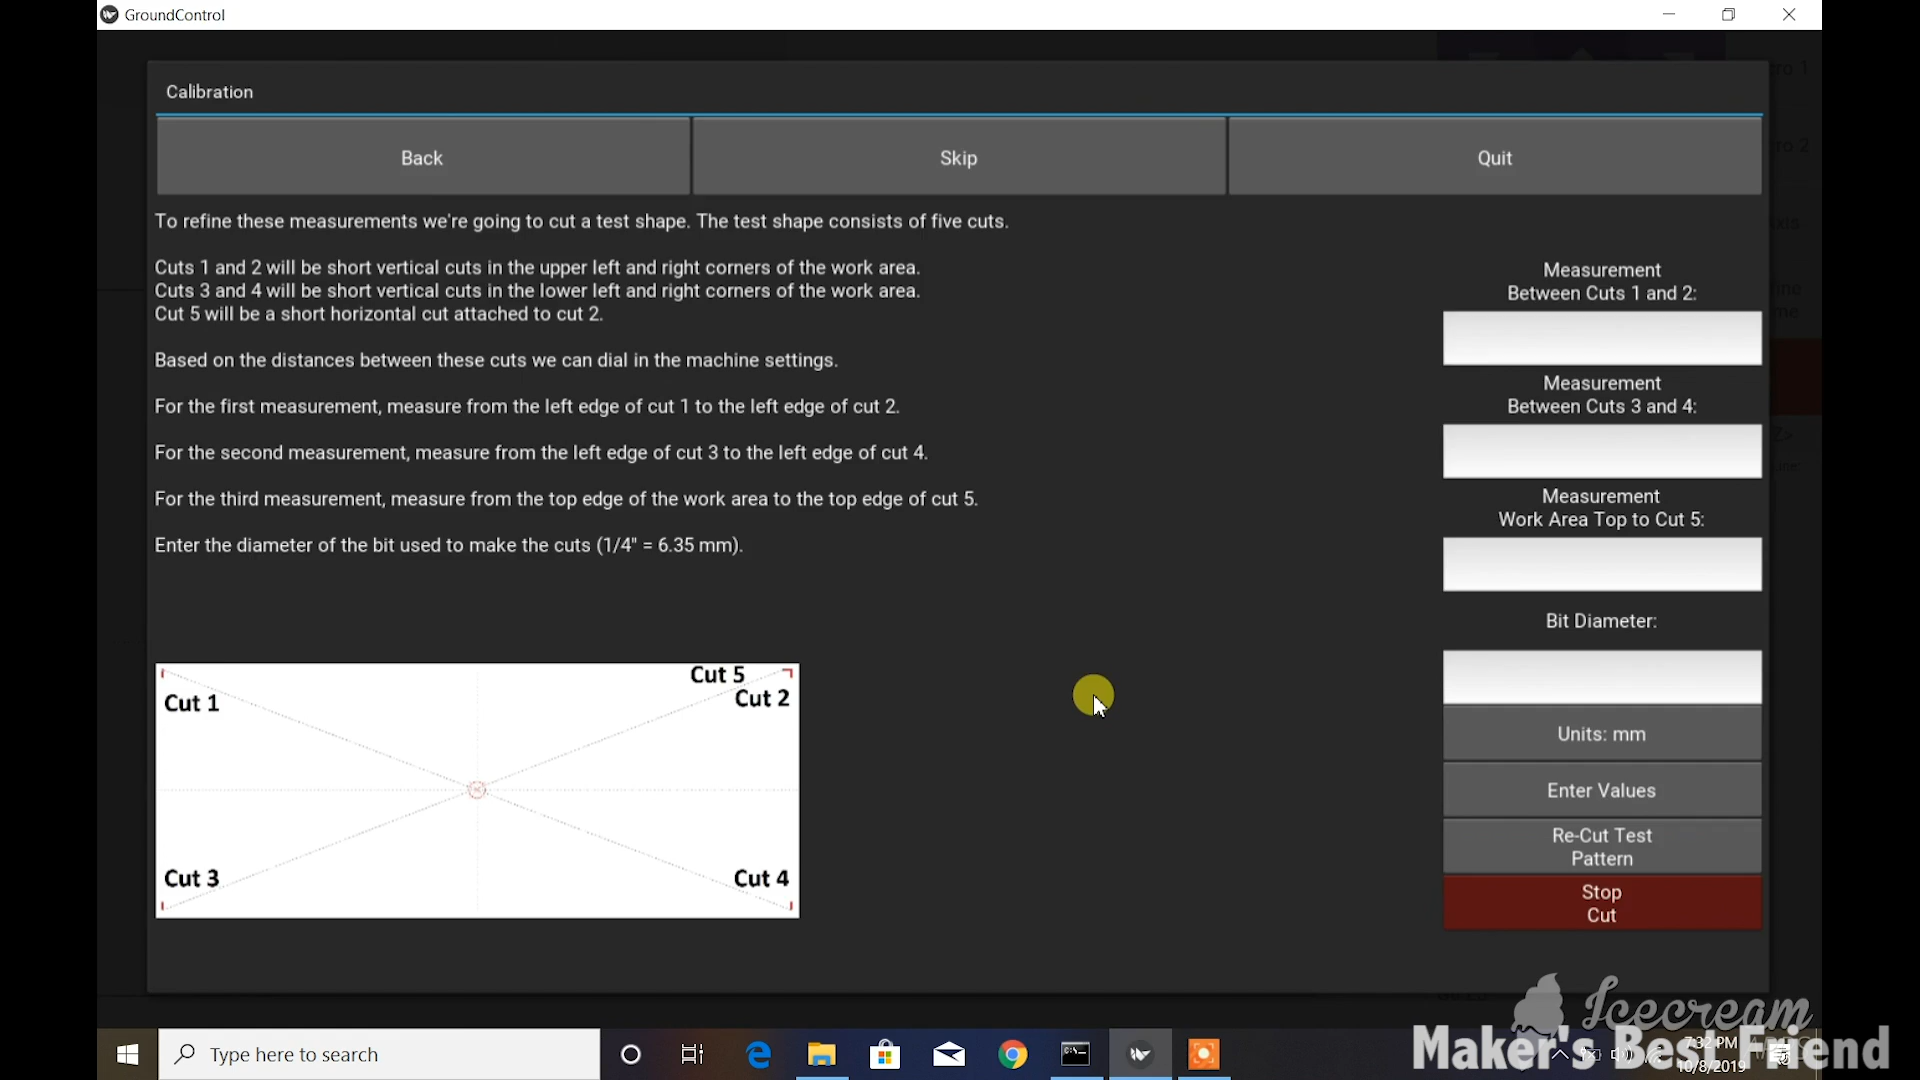 GroundControl
Calibration
Back
Skip
Quit
To refine these measurements we're going to cut a test shape. The test shape consists of five cuts.
Cuts 1 and 2 will be short vertical cuts in the upper left and right corners of the work area.
Cuts 3 and 4 will be short vertical cuts in the lower left and right corners of the work area.
Cut 5 will be a short horizontal cut attached to cut 2.
Based on the distances between these cuts we can dial in the machine settings.
For the first measurement, measure from the left edge of cut 1 to the left edge of cut 2.
For the second measurement, measure from the left edge of cut 3 to the left edge of cut 4.
For the third measurement, measure from the top edge of the work area to the top edge of cut 5.
Enter the diameter of the bit used to make the cuts (1/4" = 6.35 mm).
Cut 5
Cut 1
Cut 2
Cut 3
Cut 4
Measurement
Between Cuts 1 and 2:
Measurement
Between Cuts 3 and 4:
Measurement
Work Area Top to Cut 5:
Bit Diameter:
Units: mm
Enter Values
Re-Cut Test
Pattern
Stop
Cut
Icecream
Maker's Best Friend
Type here to search
7:32 PM
10/8/2019